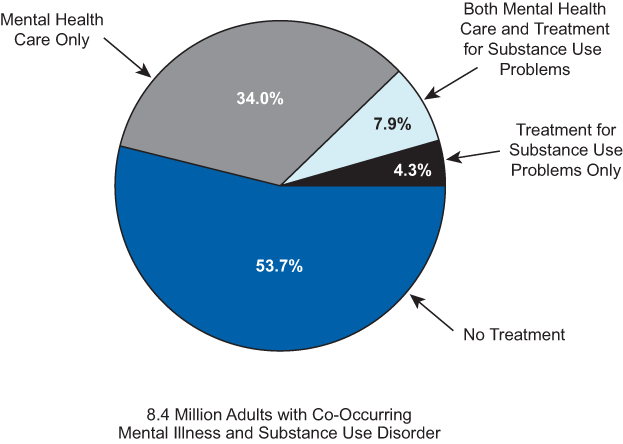 Mental Health
Care Only
Both Mental Health
Care and Treatment
for Substance Use
Problems
34.0%
7.9%
Treatment for
Substance Use
Problems Only
4.3%
53.7%
No Treatment
8.4 Million Adults with Co-Occurring
Mental Illness and Substance Use Disorder